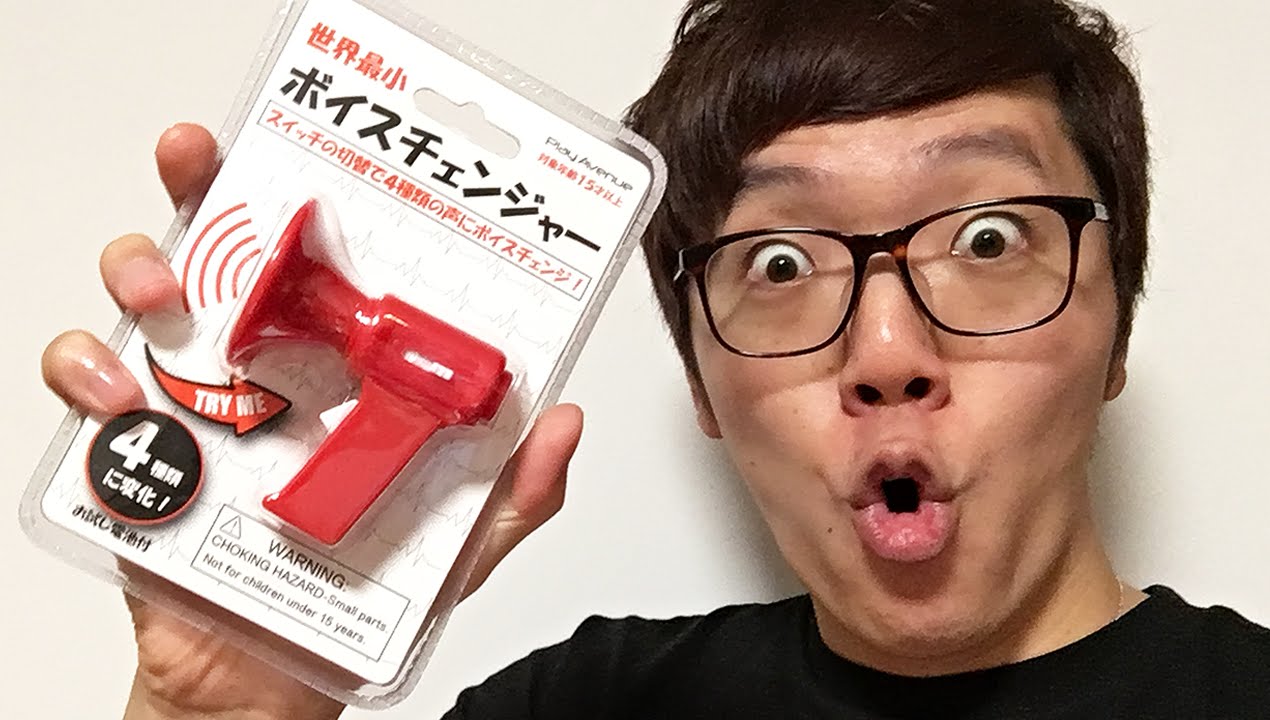 世界最小
ボイスチェンジャー
Play Avenue
対象年齢15才以上
スイッチの切替で4種類の声にボイスチェンジ!
TRY ME
4種類
に変化!
お試し電池付
WARNING:
CHOKING HAZARD-Small parts.
Not for children under 15 years.